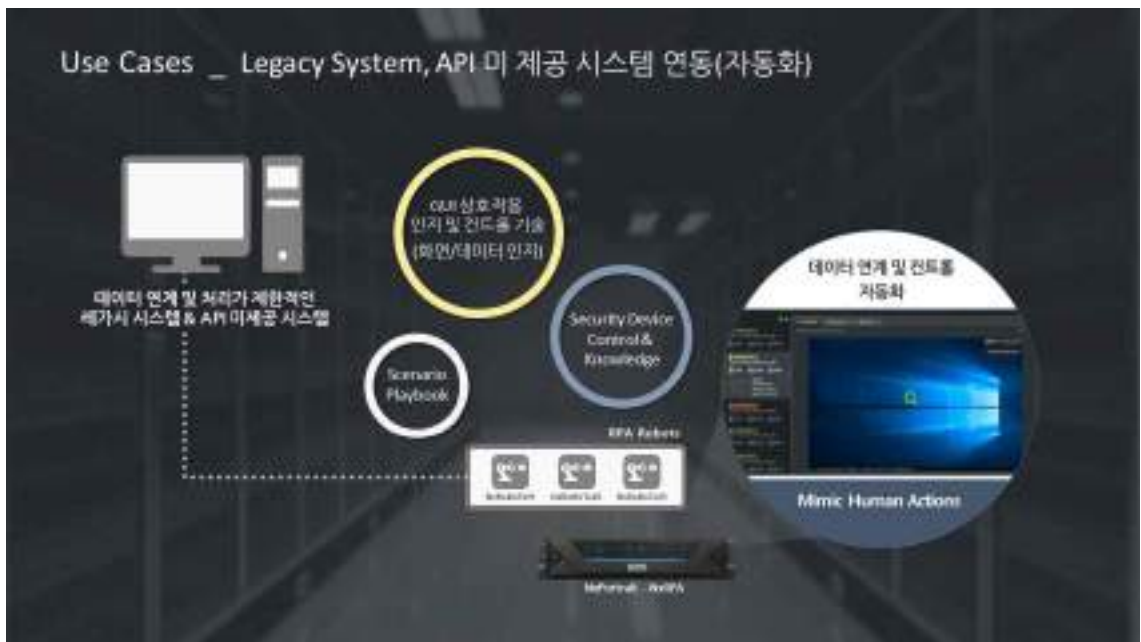 Use Cases _ Legacy System, API 미 제공 시스템 연동(자동화)
GUI 상호작용
인지 및 컨트롤 기술
(화면/데이터 인지)
데이터 연계 및 처리가 제한적인
레가시 시스템 & API 미제공 시스템
Security Device
Control &
Knowledge
Scenario
Playbook
데이터 연계 및 컨트롤
자동화
RPA Robots
Mimic Human Actions